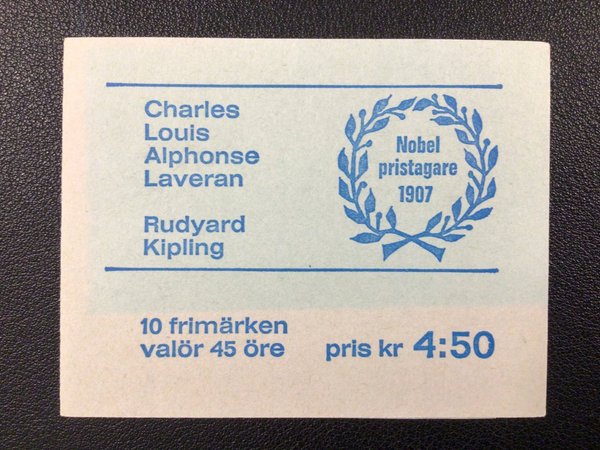 Charles
Louis
Alphonse
Laveran
Rudyard
Kipling
Nobel
pristagare
1907
10 frimärken
valör 45 öre
pris kr 4:50